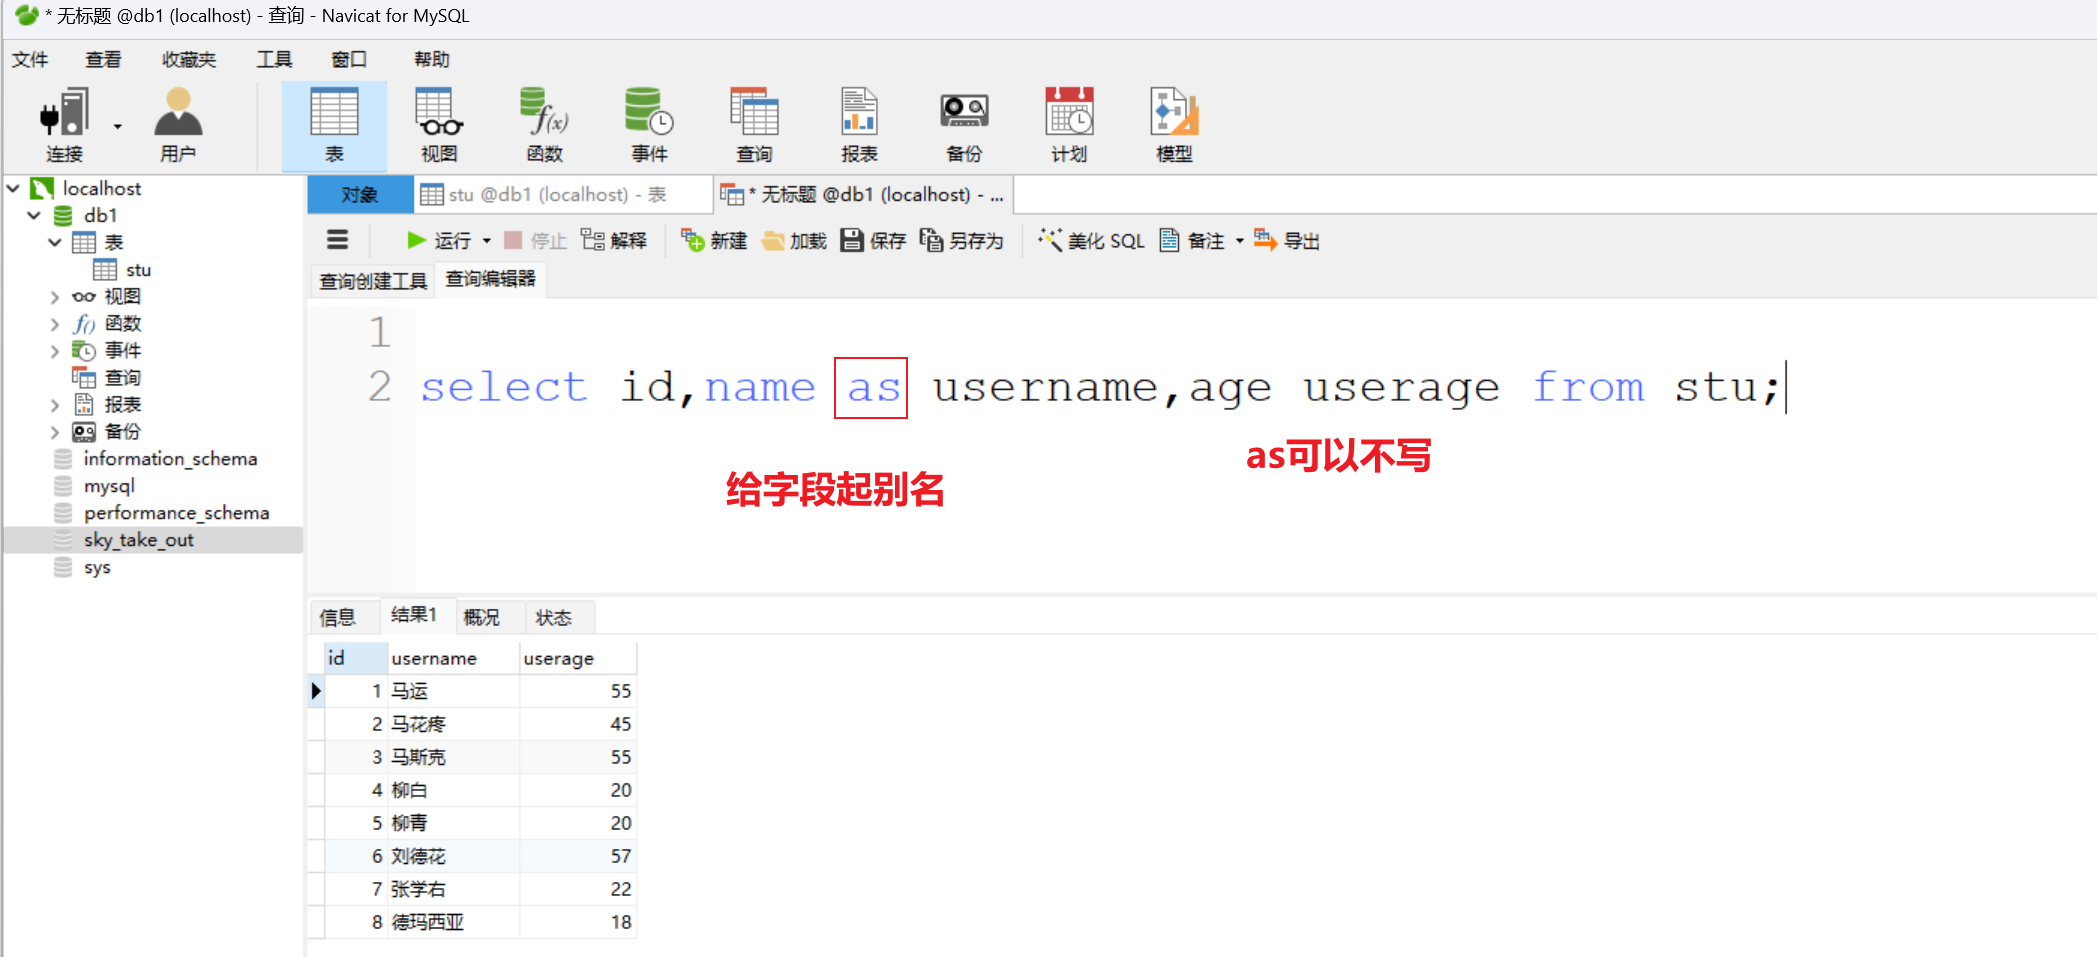 * 无标题 @db1 (localhost) - 查询 - Navicat for MySQL
文件 查看 收藏夹 工具 窗口 帮助
连接 用户 表 视图 函数 事件 查询 报表 备份 计划 模型
对象 stu @db1 (localhost) - 表 * 无标题 @db1 (localhost) - ...
运行 停止 解释 新建 加载 保存 另存为 美化 SQL 备注 导出
查询创建工具 查询编辑器
localhost
db1
表
stu
视图
函数
事件
查询
报表
备份
information_schema
mysql
performance_schema
sky_take_out
sys
1
2 select id,name as username,age userage from stu;
as可以不写
给字段起别名
信息 结果1 概况 状态
id username userage
1 马运 55
2 马花疼 45
3 马斯克 55
4 柳白 20
5 柳青 20
6 刘德花 57
7 张学右 22
8 德玛西亚 18